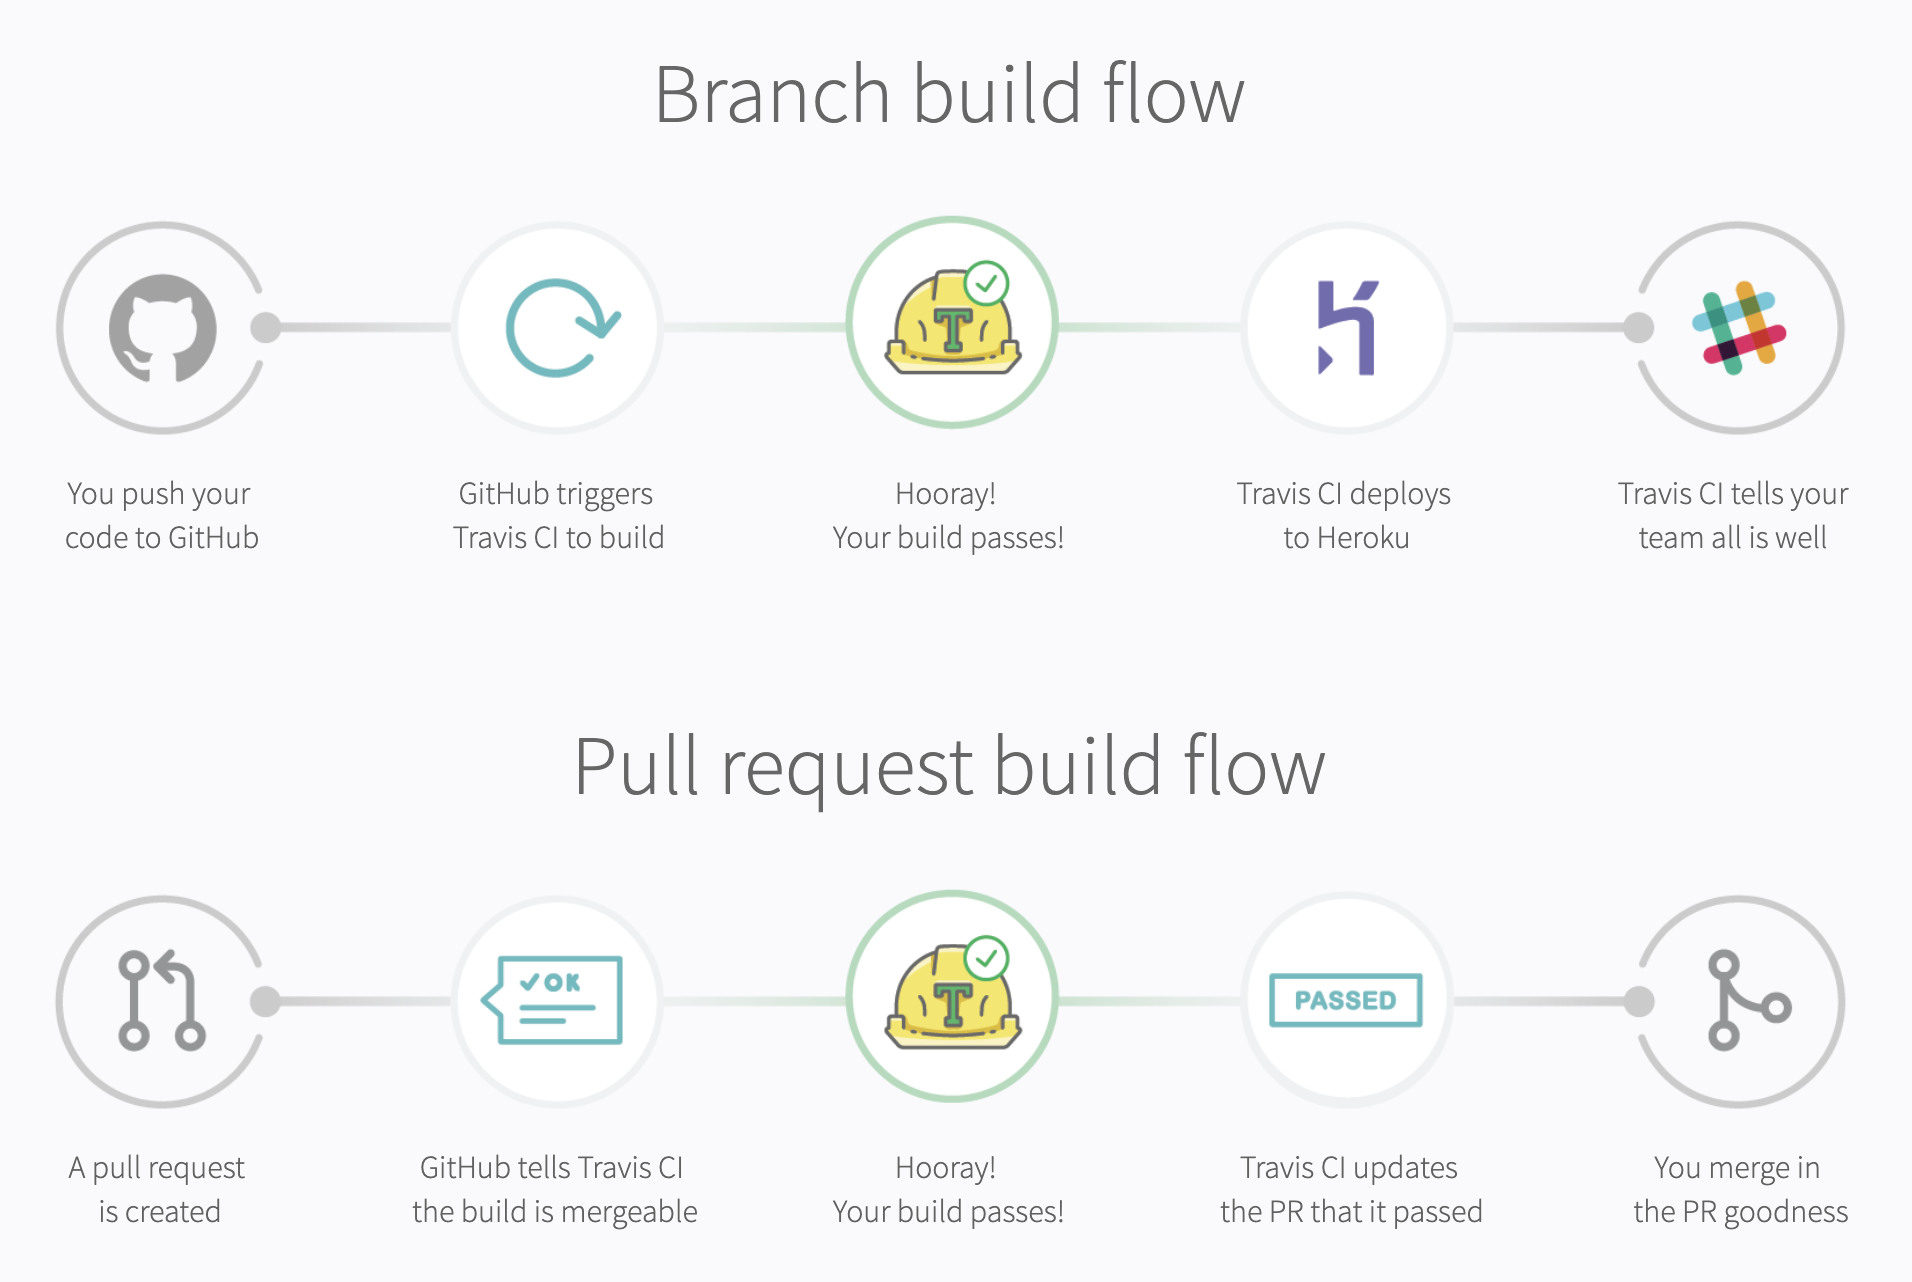 Branch build flow
T
You push your
code to GitHub
GitHub triggers
Travis CI to build
Hooray!
Your build passes!
Travis CI deploys
to Heroku
Travis CI tells your
team all is well
Pull request build flow
OK
T
PASSED
A pull request
is created
GitHub tells Travis CI
the build is mergeable
Hooray!
Your build passes!
Travis CI updates
the PR that it passed
You merge in
the PR goodness